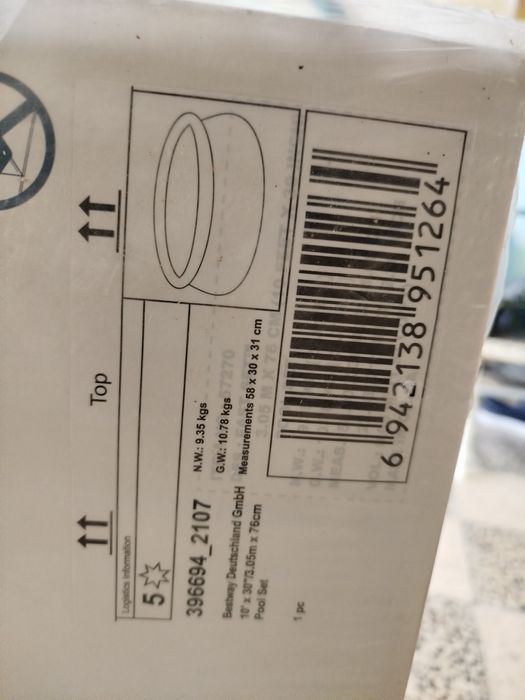 Top
Logistics information
5
396694_2107
N.W.: 9.35 kgs
Bestway Deutschland GmbH
G.W.: 10.78 kgs
10' x 30"/3.05m x 76cm
Measurements 58 x 30 x 31 cm
Pool Set
1 pc
6 942138 951264